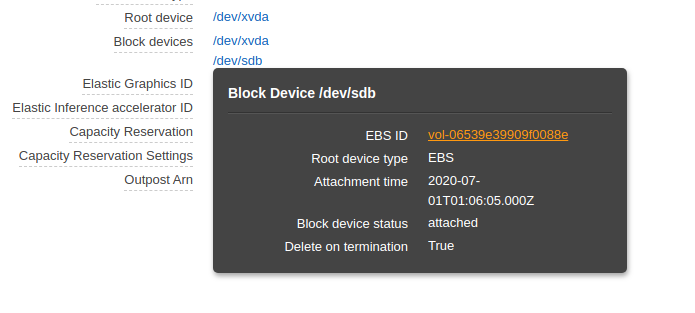 Root device /dev/xvda
Block devices /dev/xvda
/dev/sdb
Elastic Graphics ID
Elastic Inference accelerator ID
Capacity Reservation
Capacity Reservation Settings
Outpost Arn
Block Device /dev/sdb
EBS ID vol-06539e39909f0088e
Root device type EBS
Attachment time 2020-07-
01T01:06:05.000Z
Block device status attached
Delete on termination True